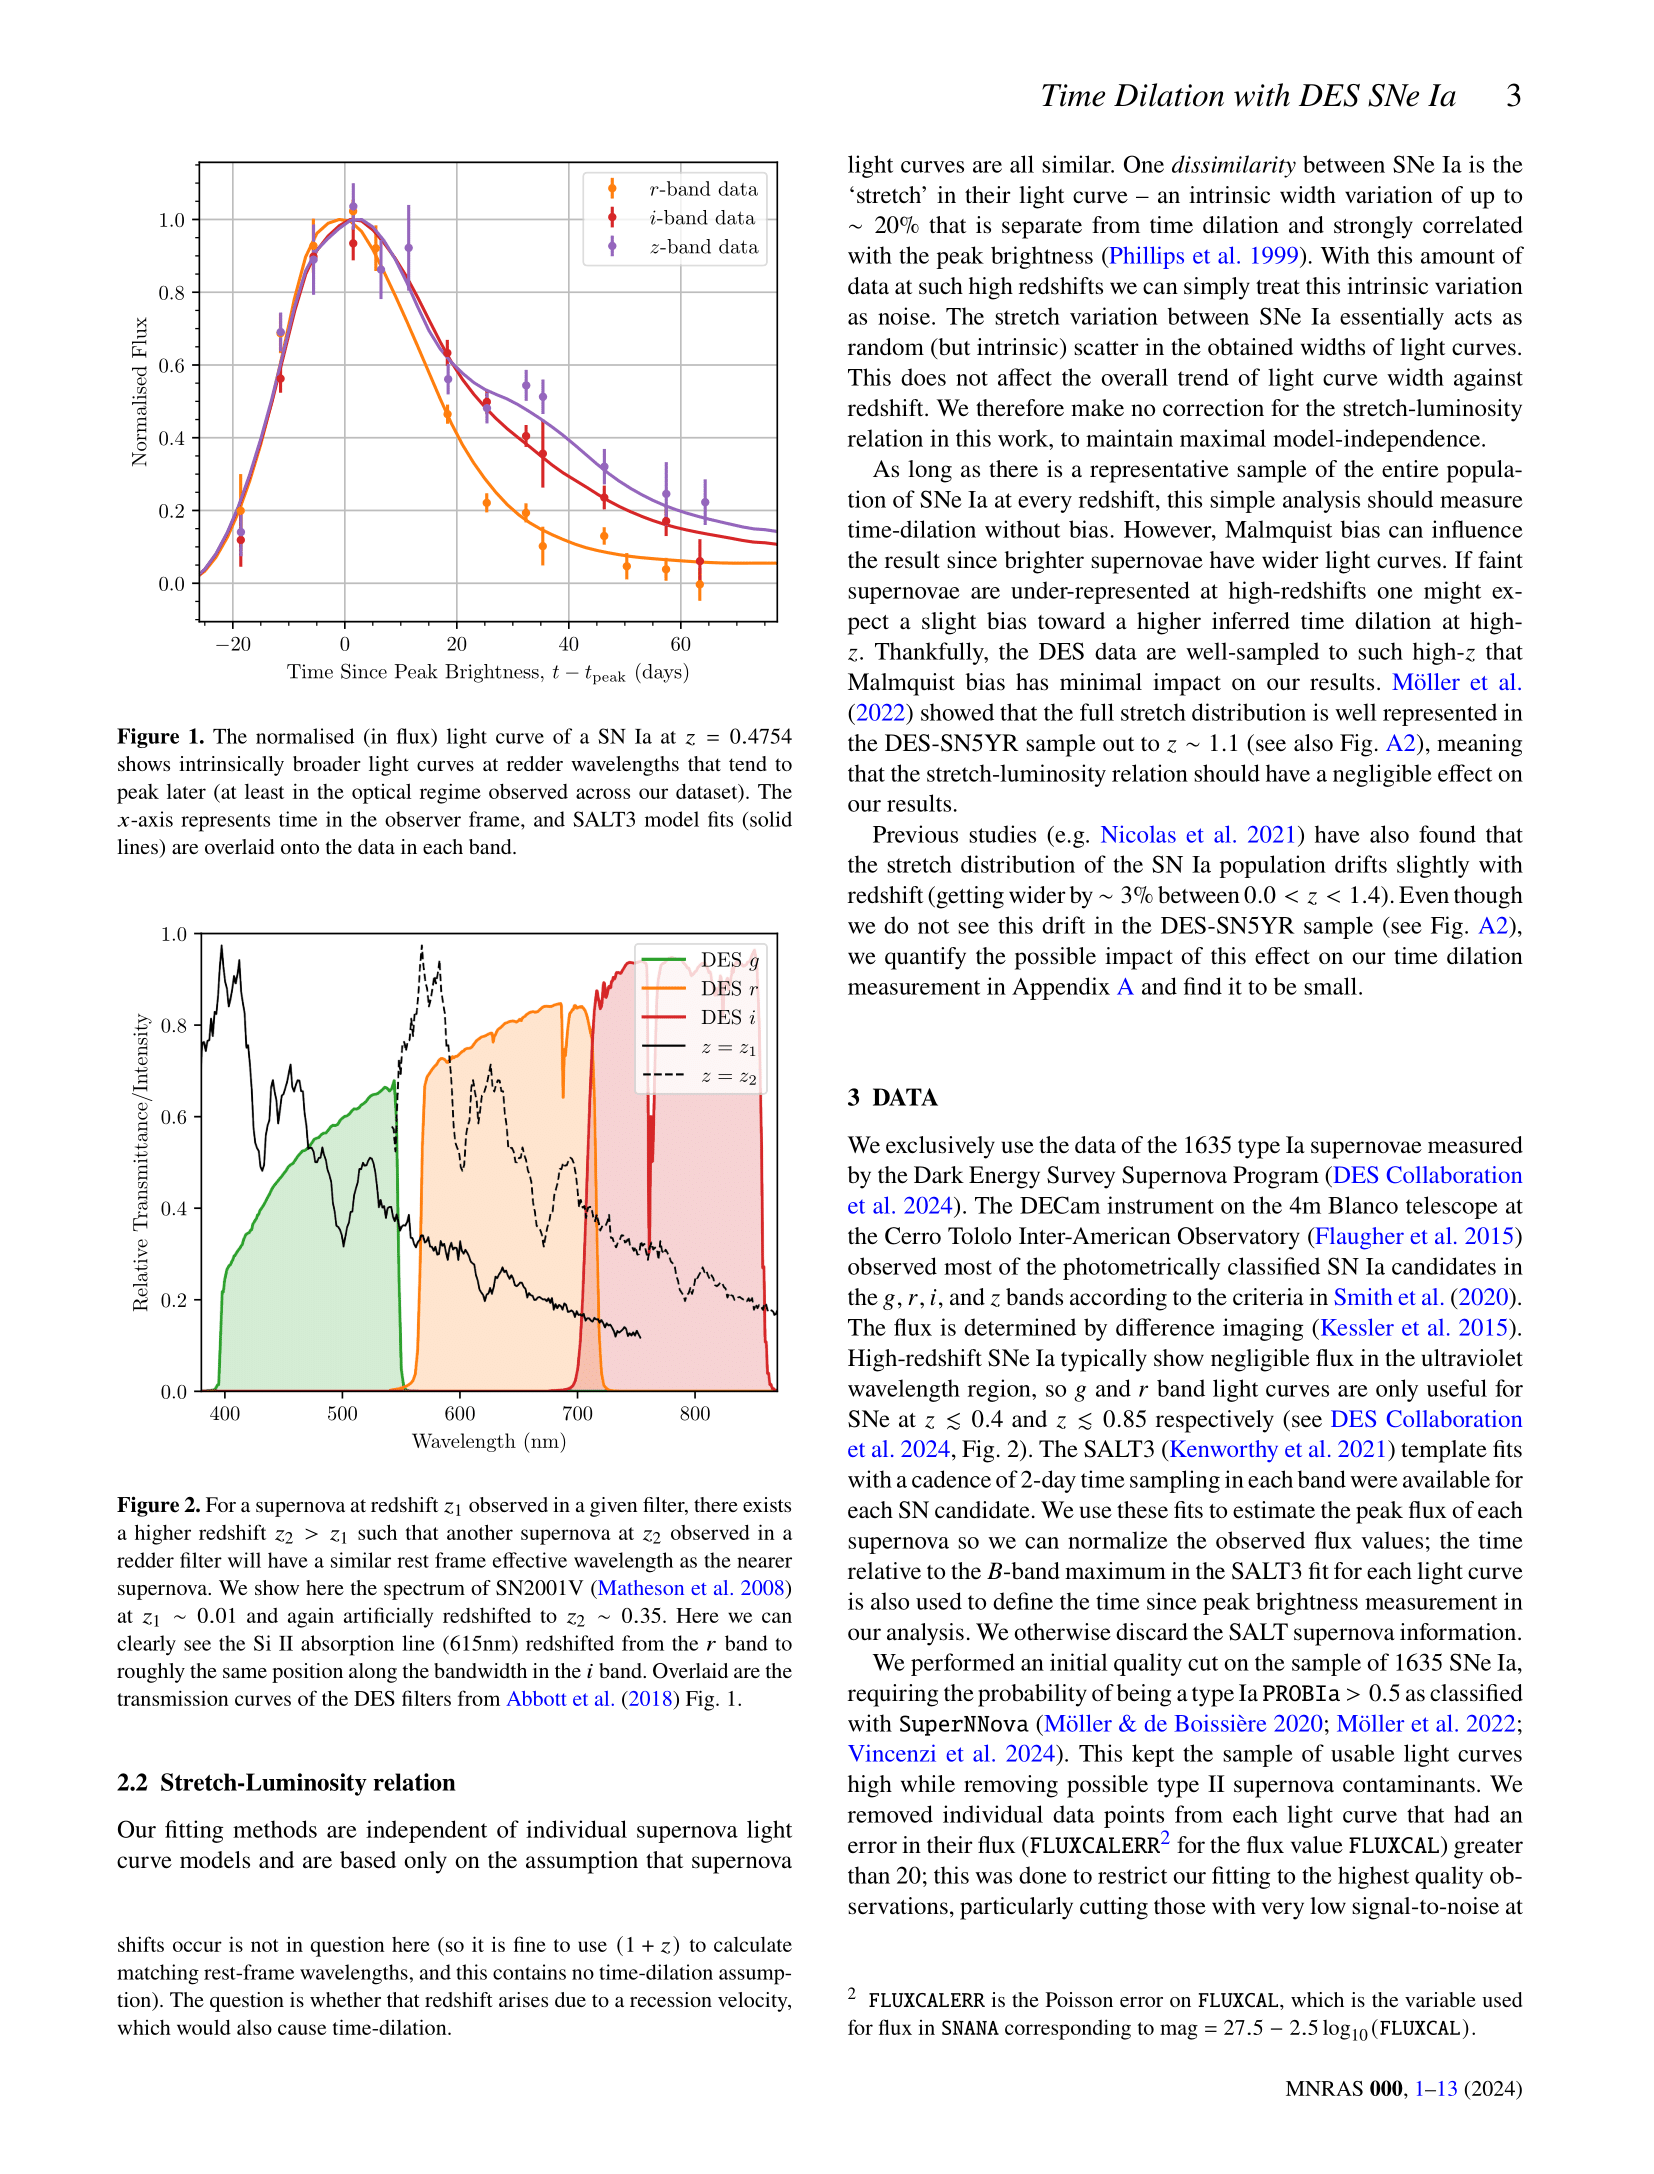 Time Dilation with DES SNe Ia 3
1.0
0.8
0.6
0.4
0.2
0.0
Normalised Flux
r-band data
i-band data
z-band data
−20 0 20 40 60
Time Since Peak Brightness, t − tpeak (days)
Figure 1. The normalised (in flux) light curve of a SN Ia at z = 0.4754
shows intrinsically broader light curves at redder wavelengths that tend to
peak later (at least in the optical regime observed across our dataset). The
x-axis represents time in the observer frame, and SALT3 model fits (solid
lines) are overlaid onto the data in each band.
1.0
0.8
0.6
0.4
0.2
0.0
Relative Transmittance/Intensity
DES g
DES r
DES i
z = z1
z = z2
400 500 600 700 800
Wavelength (nm)
Figure 2. For a supernova at redshift z1 observed in a given filter, there exists
a higher redshift z2 > z1 such that another supernova at z2 observed in a
redder filter will have a similar rest frame effective wavelength as the nearer
supernova. We show here the spectrum of SN2001V (Matheson et al. 2008)
at z1 ∼ 0.01 and again artificially redshifted to z2 ∼ 0.35. Here we can
clearly see the Si II absorption line (615nm) redshifted from the r band to
roughly the same position along the bandwidth in the i band. Overlaid are the
transmission curves of the DES filters from Abbott et al. (2018) Fig. 1.
2.2 Stretch-Luminosity relation
Our fitting methods are independent of individual supernova light
curve models and are based only on the assumption that supernova
shifts occur is not in question here (so it is fine to use (1 + z) to calculate
matching rest-frame wavelengths, and this contains no time-dilation assump-
tion). The question is whether that redshift arises due to a recession velocity,
which would also cause time-dilation.
light curves are all similar. One dissimilarity between SNe Ia is the
‘stretch’ in their light curve – an intrinsic width variation of up to
∼ 20% that is separate from time dilation and strongly correlated
with the peak brightness (Phillips et al. 1999). With this amount of
data at such high redshifts we can simply treat this intrinsic variation
as noise. The stretch variation between SNe Ia essentially acts as
random (but intrinsic) scatter in the obtained widths of light curves.
This does not affect the overall trend of light curve width against
redshift. We therefore make no correction for the stretch-luminosity
relation in this work, to maintain maximal model-independence.
As long as there is a representative sample of the entire popula-
tion of SNe Ia at every redshift, this simple analysis should measure
time-dilation without bias. However, Malmquist bias can influence
the result since brighter supernovae have wider light curves. If faint
supernovae are under-represented at high-redshifts one might ex-
pect a slight bias toward a higher inferred time dilation at high-
z. Thankfully, the DES data are well-sampled to such high-z that
Malmquist bias has minimal impact on our results. Möller et al.
(2022) showed that the full stretch distribution is well represented in
the DES-SN5YR sample out to z ∼ 1.1 (see also Fig. A2), meaning
that the stretch-luminosity relation should have a negligible effect on
our results.
Previous studies (e.g. Nicolas et al. 2021) have also found that
the stretch distribution of the SN Ia population drifts slightly with
redshift (getting wider by ∼ 3% between 0.0 < z < 1.4). Even though
we do not see this drift in the DES-SN5YR sample (see Fig. A2),
we quantify the possible impact of this effect on our time dilation
measurement in Appendix A and find it to be small.
3 DATA
We exclusively use the data of the 1635 type Ia supernovae measured
by the Dark Energy Survey Supernova Program (DES Collaboration
et al. 2024). The DECam instrument on the 4m Blanco telescope at
the Cerro Tololo Inter-American Observatory (Flaugher et al. 2015)
observed most of the photometrically classified SN Ia candidates in
the g, r, i, and z bands according to the criteria in Smith et al. (2020).
The flux is determined by difference imaging (Kessler et al. 2015).
High-redshift SNe Ia typically show negligible flux in the ultraviolet
wavelength region, so g and r band light curves are only useful for
SNe at z ≲ 0.4 and z ≲ 0.85 respectively (see DES Collaboration
et al. 2024, Fig. 2). The SALT3 (Kenworthy et al. 2021) template fits
with a cadence of 2-day time sampling in each band were available for
each SN candidate. We use these fits to estimate the peak flux of each
supernova so we can normalize the observed flux values; the time
relative to the B-band maximum in the SALT3 fit for each light curve
is also used to define the time since peak brightness measurement in
our analysis. We otherwise discard the SALT supernova information.
We performed an initial quality cut on the sample of 1635 SNe Ia,
requiring the probability of being a type Ia PROBIa > 0.5 as classified
with SuperNNova (Möller & de Boissière 2020; Möller et al. 2022;
Vincenzi et al. 2024). This kept the sample of usable light curves
high while removing possible type II supernova contaminants. We
removed individual data points from each light curve that had an
error in their flux (FLUXCALERR2 for the flux value FLUXCAL) greater
than 20; this was done to restrict our fitting to the highest quality ob-
servations, particularly cutting those with very low signal-to-noise at
2 FLUXCALERR is the Poisson error on FLUXCAL, which is the variable used
for flux in SNANA corresponding to mag = 27.5 − 2.5 log10(FLUXCAL).
MNRAS 000, 1–13 (2024)